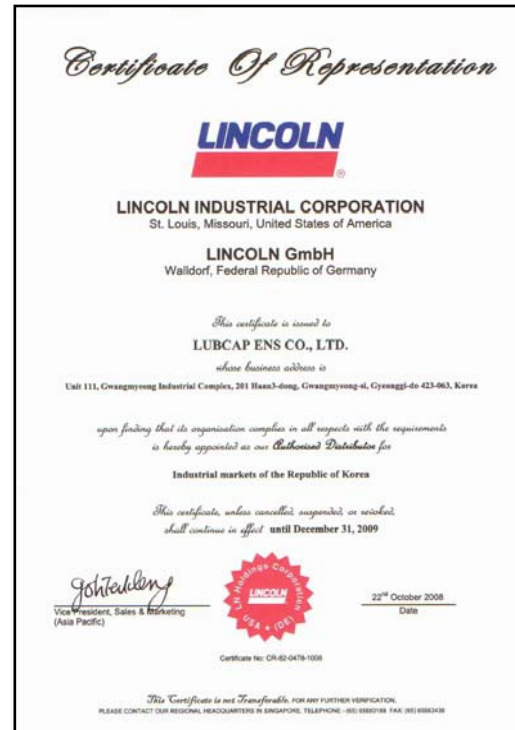 Certificate Of Representation
LINCOLN
®
LINCOLN INDUSTRIAL CORPORATION
St. Louis, Missouri, United States of America
LINCOLN GmbH
Walldorf, Federal Republic of Germany
This certificate is issued to
LUBCAP ENS CO., LTD.
whose business address is
Unit 111, Gwangmyeong Industrial Complex, 201 Haan3-dong, Gwangmyeong-si, Gyeonggi-do 423-063, Korea
upon finding that its organisation complies in all respects with the requirements
is hereby appointed as our Authorised Distributor for
Industrial markets of the Republic of Korea
This certificate, unless cancelled, suspended, or revoked,
shall continue in effect until December 31, 2009
Vice President, Sales & Marketing
(Asia Pacific)
LN Holdings Corporation
LINCOLN
USA + (DE)
22nd October 2008
Date
Certificate No: CR-82-0478-1008
This Certificate is not Transferable. FOR ANY FURTHER VERIFICATION,
PLEASE CONTACT OUR REGIONAL HEADQUARTERS IN SINGAPORE, TELEPHONE -(65) FAX: (65)